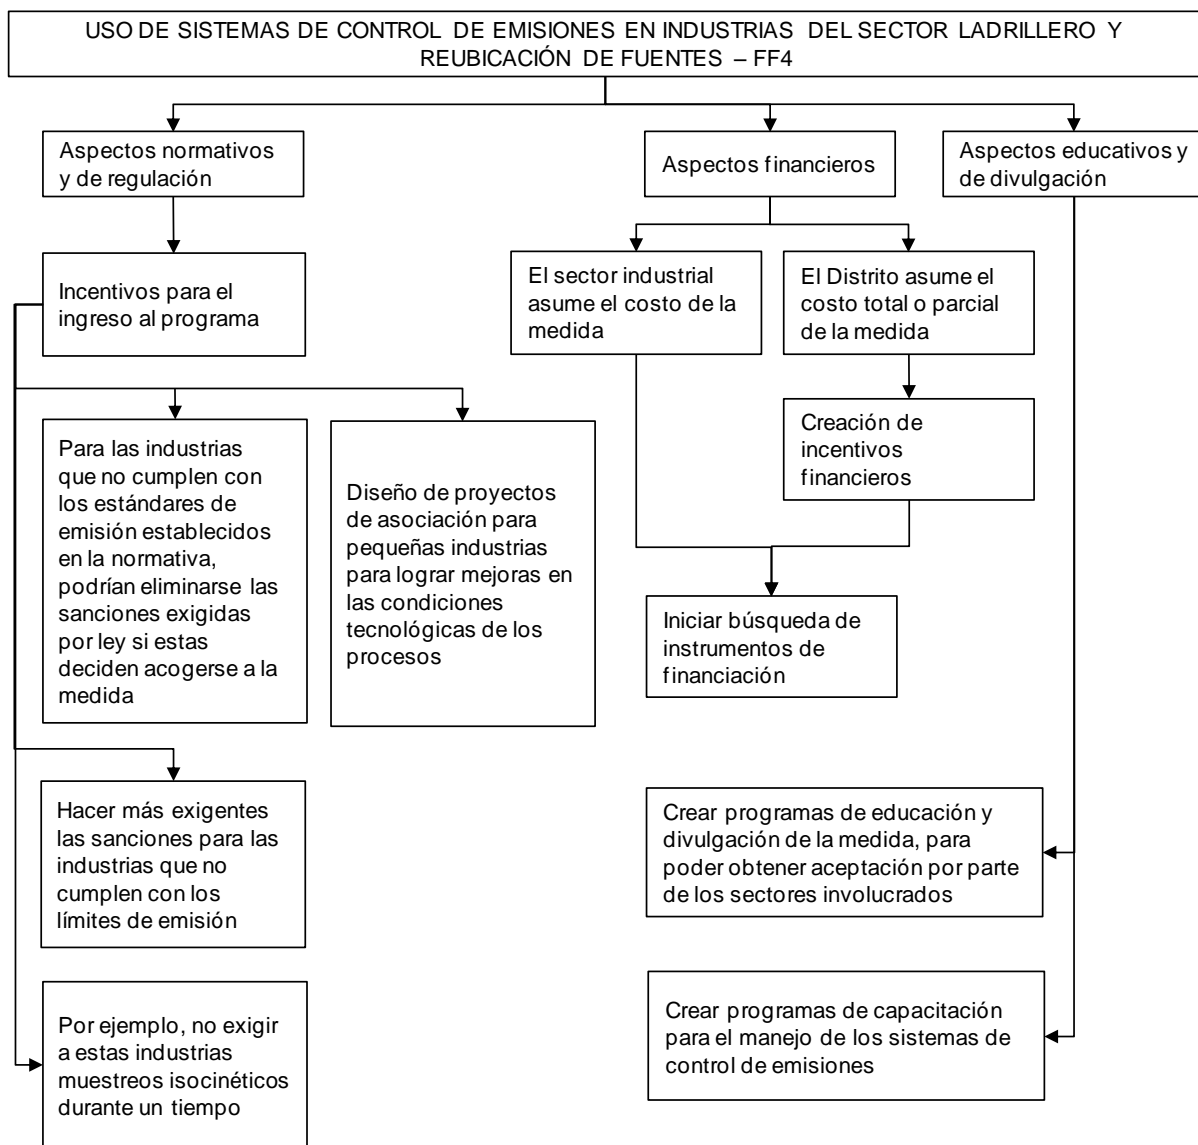 USO DE SISTEMAS DE CONTROL DE EMISIONES EN INDUSTRIAS DEL SECTOR LADRILLERO Y
REUBICACIÓN DE FUENTES – FF4
Aspectos normativos
y de regulación
Aspectos financieros
Aspectos educativos y
de divulgación
Incentivos para el
ingreso al programa
El sector industrial
asume el costo de la
medida
El Distrito asume el
costo total o parcial
de la medida
Para las industrias
que no cumplen con
los estándares de
emisión establecidos
en la normativa,
podrían eliminarse las
sanciones exigidas
por ley si estas
deciden acogerse a la
medida
Diseño de proyectos
de asociación para
pequeñas industrias
para lograr mejoras en
las condiciones
tecnológicas de los
procesos
Creación de
incentivos
financieros
Iniciar búsqueda de
instrumentos de
financiación
Hacer más exigentes
las sanciones para las
industrias que no
cumplen con los
límites de emisión
Crear programas de educación y
divulgación de la medida, para
poder obtener aceptación por parte
de los sectores involucrados
Por ejemplo, no exigir
a estas industrias
muestreos isocinéticos
durante un tiempo
Crear programas de capacitación
para el manejo de los sistemas de
control de emisiones